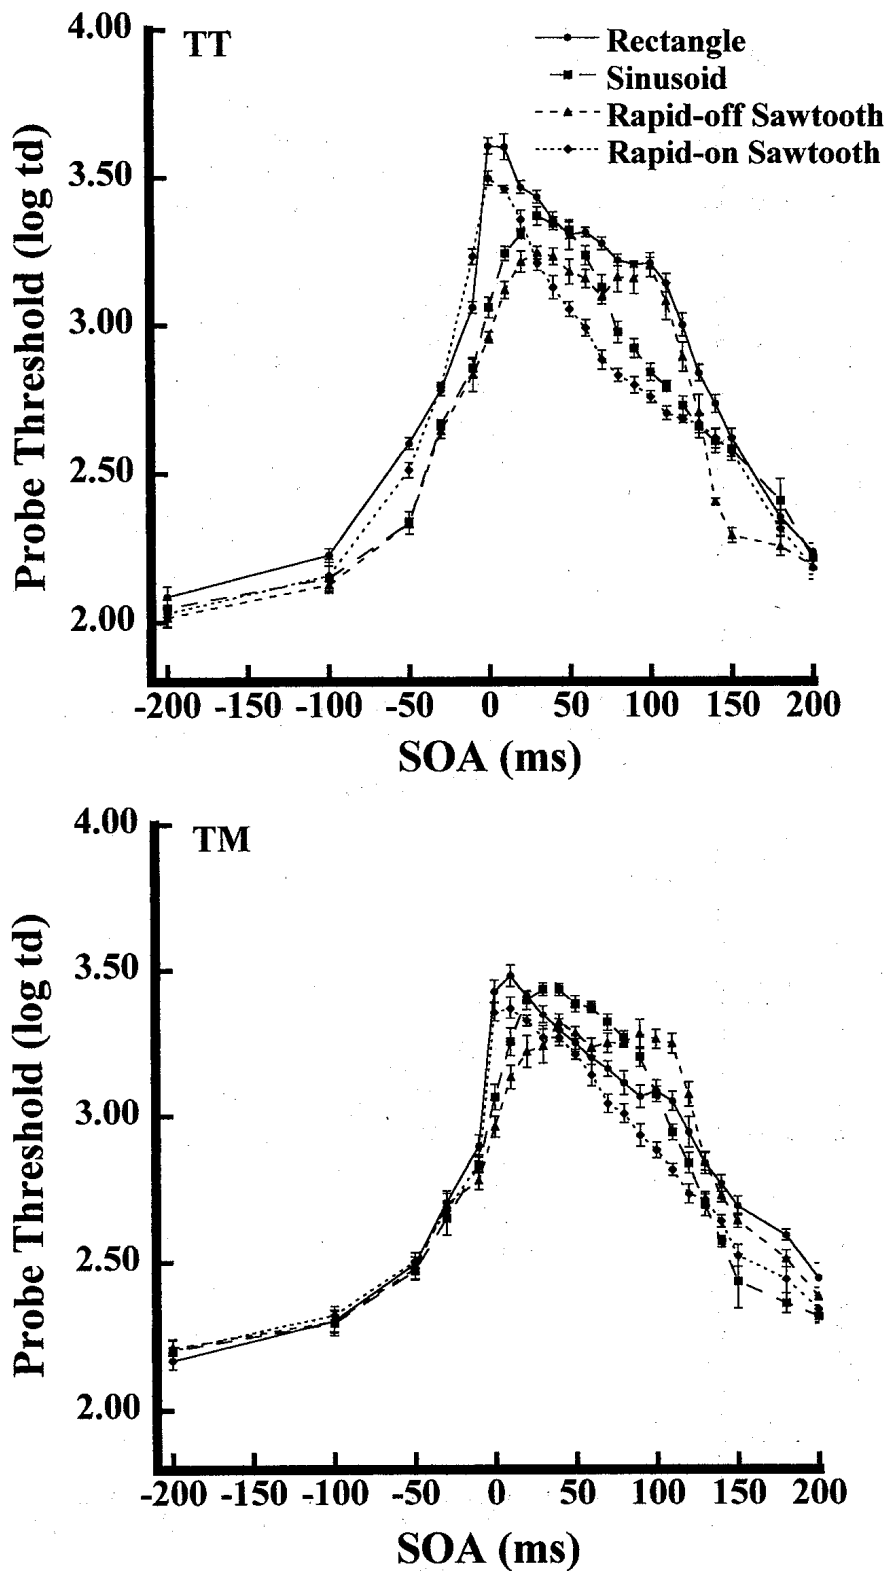 4.00
TT
Rectangle
Sinusoid
Rapid-off Sawtooth
Rapid-on Sawtooth
3.50
3.00
2.50
2.00
Probe Threshold (log td)
-200 -150 -100 -50 0 50 100 150 200
SOA (ms)
4.00
TM
3.50
3.00
2.50
2.00
Probe Threshold (log td)
-200 -150 -100 -50 0 50 100 150 200
SOA (ms)